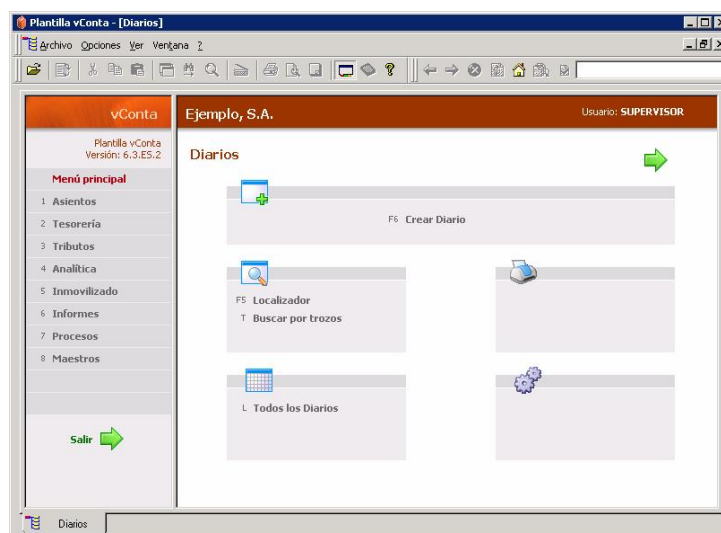 Plantilla vConta - [Diarios]
Archivo Opciones Ver Ventana ?
vConta
Ejemplo, S.A.
Usuario: SUPERVISOR
Plantilla vConta
Versión: 6.3.ES.2
Diarios
Menú principal
1 Asientos
2 Tesorería
3 Tributos
4 Analítica
5 Inmovilizado
6 Informes
7 Procesos
8 Maestros
Salir
F6 Crear Diario
F5 Localizador
T Buscar por trozos
L Todos los Diarios
Diarios